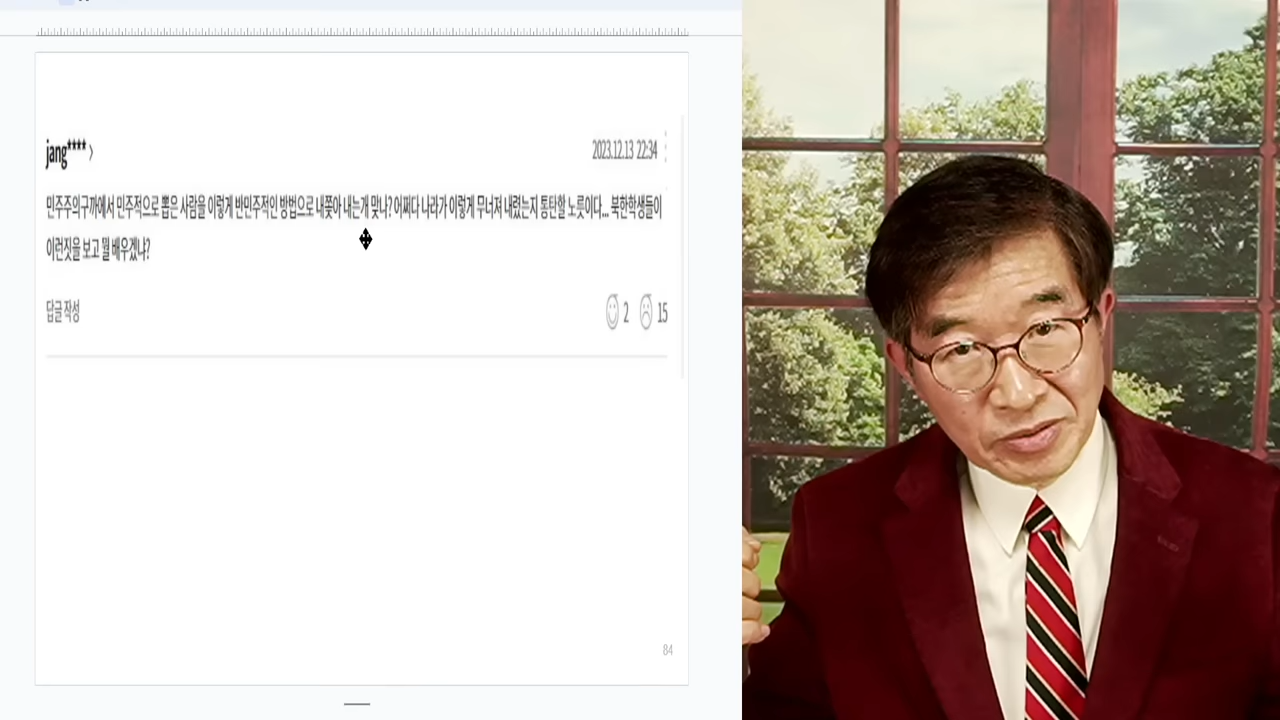 jang**** 〉
2023.12.13 22:34
민주주의구까에서 민주적으로 뽑은 사람을 이렇게 반민주적인 방법으로 내쫒아 내는개 맞나? 어찌다 나라가 이렇게 무너져 내렸는지 통탄할 노릇이다... 북한학생들이
이런짓을 보고 뭘 배우겠냐?
답글 작성
2 15
84